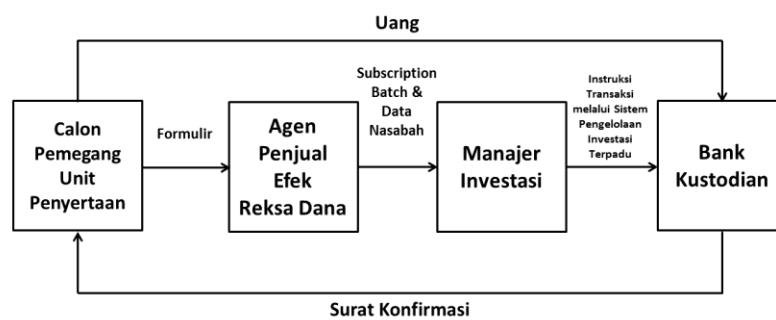 Uang
Calon
Pemegang
Unit
Penyertaan
Formulir
Agen
Penjual
Efek
Reksa Dana
Subscription
Batch &
Data
Nasabah
Manajer
Investasi
Instruksi
Transaksi
melalui Sistem
Pengelolaan
Investasi
Terpadu
Bank
Kustodian
Surat Konfirmasi